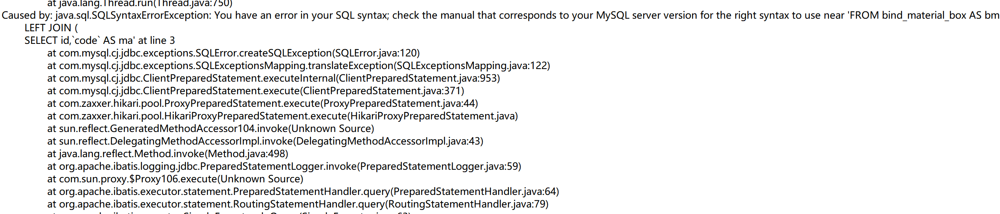 at java.lang.Thread.run(Thread.java:750)
Caused by: java.sql.SQLSyntaxErrorException: You have an error in your SQL syntax; check the manual that corresponds to your MySQL server version for the right syntax to use near 'FROM bind_material_box AS bm
LEFT JOIN (
SELECT id,`code` AS ma' at line 3
at com.mysql.cj.jdbc.exceptions.SQLError.createSQLException(SQLError.java:120)
at com.mysql.cj.jdbc.exceptions.SQLExceptionsMapping.translateException(SQLExceptionsMapping.java:122)
at com.mysql.cj.jdbc.ClientPreparedStatement.executeInternal(ClientPreparedStatement.java:953)
at com.mysql.cj.jdbc.ClientPreparedStatement.execute(ClientPreparedStatement.java:371)
at com.zaxxer.hikari.pool.ProxyPreparedStatement.execute(ProxyPreparedStatement.java:44)
at com.zaxxer.hikari.pool.HikariProxyPreparedStatement.execute(HikariProxyPreparedStatement.java)
at sun.reflect.GeneratedMethodAccessor104.invoke(Unknown Source)
at sun.reflect.DelegatingMethodAccessorImpl.invoke(DelegatingMethodAccessorImpl.java:43)
at java.lang.reflect.Method.invoke(Method.java:498)
at org.apache.ibatis.logging.jdbc.PreparedStatementLogger.invoke(PreparedStatementLogger.java:59)
at com.sun.proxy.$Proxy106.execute(Unknown Source)
at org.apache.ibatis.executor.statement.PreparedStatementHandler.query(PreparedStatementHandler.java:64)
at org.apache.ibatis.executor.statement.RoutingStatementHandler.query(RoutingStatementHandler.java:79)